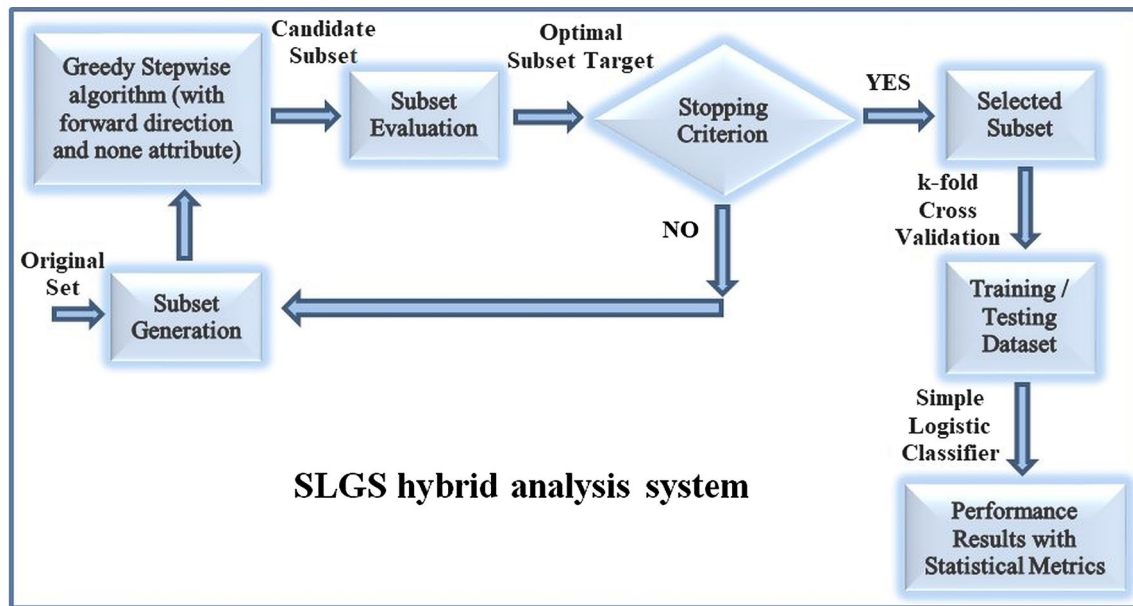 Original
Set
Subset
Generation
Greedy Stepwise
algorithm (with
forward direction
and none attribute)
Candidate
Subset
Subset
Evaluation
Optimal
Subset Target
Stopping
Criterion
NO
YES
Selected
Subset
k-fold
Cross
Validation
Training /
Testing
Dataset
Simple
Logistic
Classifier
Performance
Results with
Statistical Metrics
SLGS hybrid analysis system